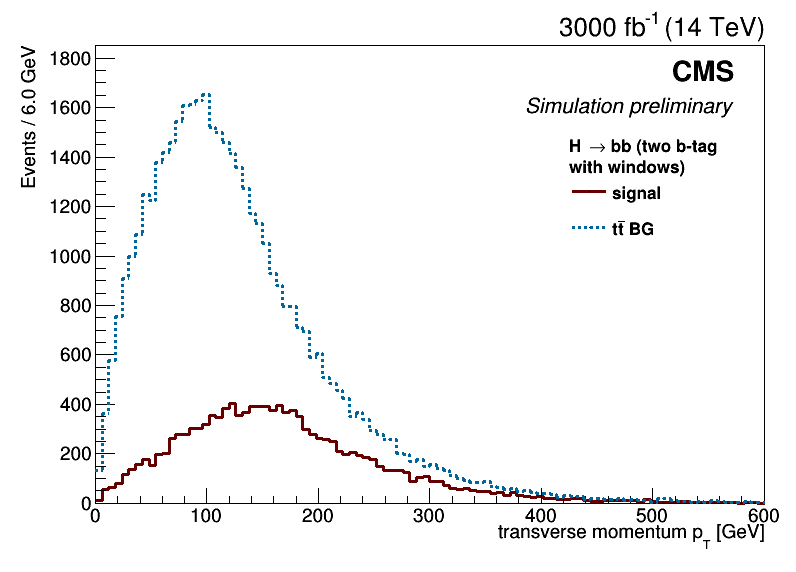 3000 fb-1 (14 TeV)
CMS
Simulation preliminary
H → bb (two b-tag
with windows)
signal
tt̄ BG
Events / 6.0 GeV
1800
1600
1400
1200
1000
800
600
400
200
0
0 100 200 300 400 500 600
transverse momentum pT [GeV]